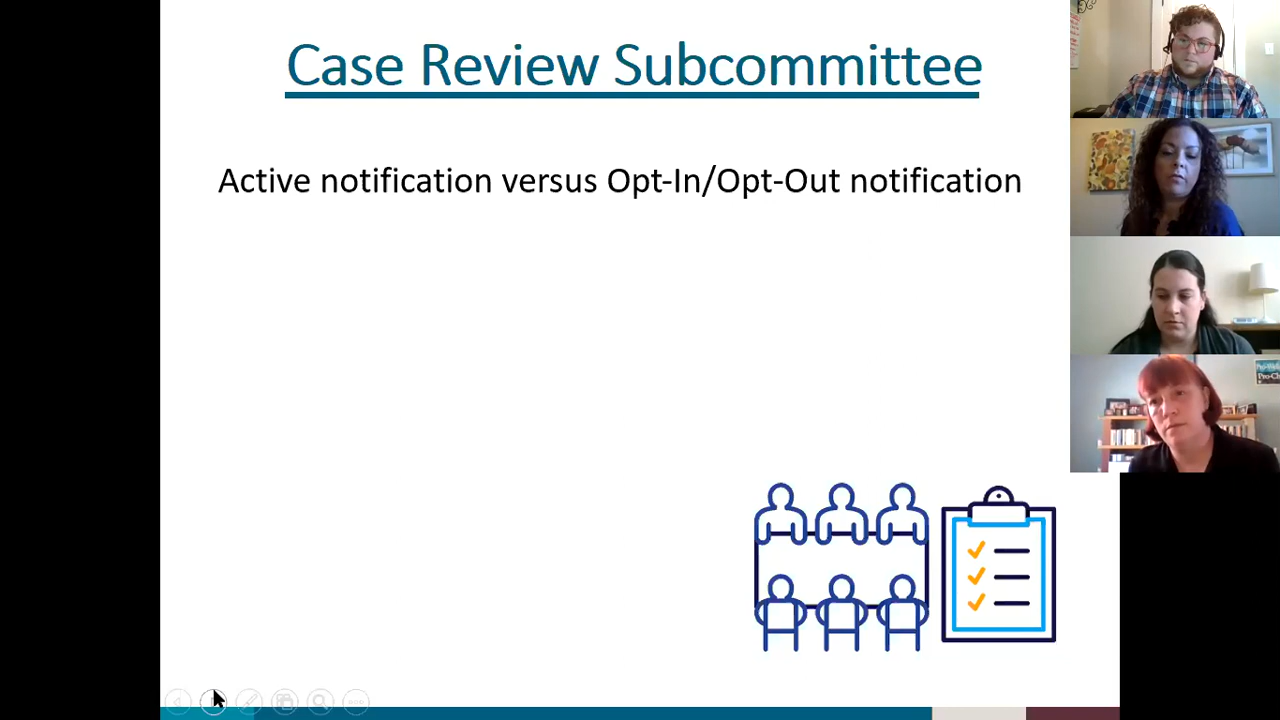 Case Review Subcommittee
Active notification versus Opt-In/Opt-Out notification